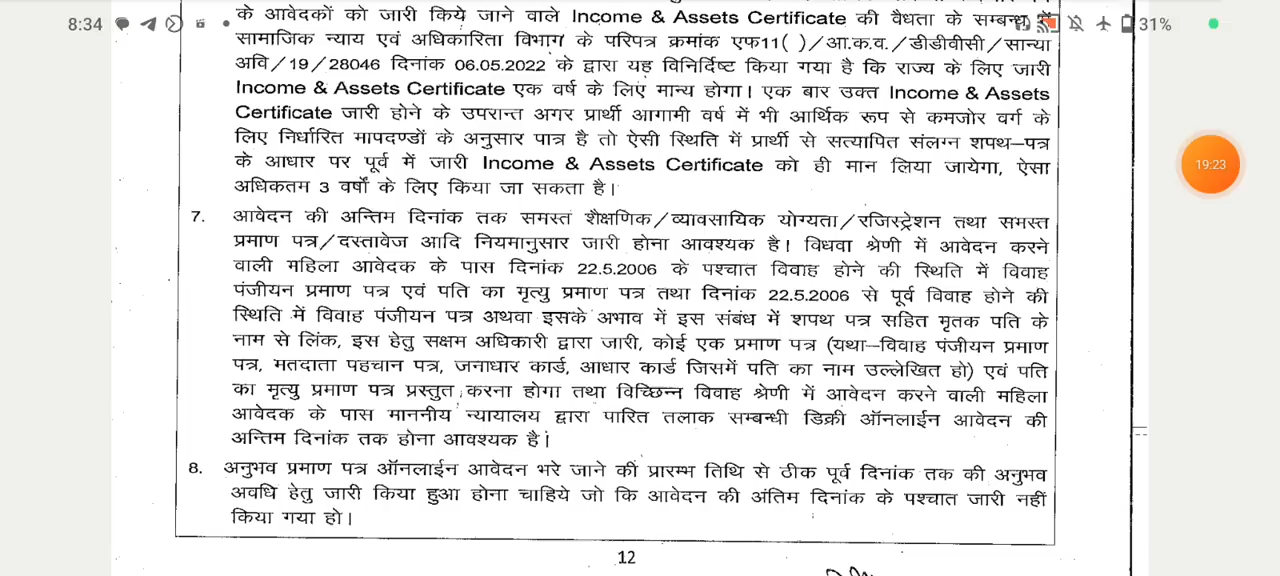 8:34
31%
19:23
के आवेदकों को जारी किये जाने वाले Income & Assets Certificate की वैधता के सम्बन्ध में
सामाजिक न्याय एवं अधिकारिता विभाग के परिपत्र क्रमांक एफ11( )/आ.क.व./डीडीवीसी/सान्या
अवि/19/28046 दिनांक 06.05.2022 के द्वारा यह विनिर्दिष्ट किया गया है कि राज्य के लिए जारी
Income & Assets Certificate एक वर्ष के लिए मान्य होगा। एक बार उक्त Income & Assets
Certificate जारी होने के उपरान्त अगर प्रार्थी आगामी वर्ष में भी आर्थिक रूप से कमजोर वर्ग के
लिए निर्धारित मापदण्डों के अनुसार पात्र है तो ऐसी स्थिति में प्रार्थी से सत्यापित संलग्न शपथ–पत्र
के आधार पर पूर्व में जारी Income & Assets Certificate को ही मान लिया जायेगा, ऐसा
अधिकतम 3 वर्षों के लिए किया जा सकता है।
7. आवेदन की अन्तिम दिनांक तक समस्त शैक्षणिक/व्यावसायिक योग्यता/रजिस्ट्रेशन तथा समस्त
प्रमाण पत्र/दस्तावेज आदि नियमानुसार जारी होना आवश्यक है। विधवा श्रेणी में आवेदन करने
वाली महिला आवेदक के पास दिनांक 22.5.2006 के पश्चात विवाह होने की स्थिति में विवाह
पंजीयन प्रमाण पत्र एवं पति का मृत्यु प्रमाण पत्र तथा दिनांक 22.5.2006 से पूर्व विवाह होने की
स्थिति में विवाह पंजीयन पत्र अथवा इसके अभाव में इस संबंध में शपथ पत्र सहित मृतक पति के
नाम से लिंक, इस हेतु सक्षम अधिकारी द्वारा जारी, कोई एक प्रमाण पत्र (यथा–विवाह पंजीयन प्रमाण
पत्र, मतदाता पहचान पत्र, जनाधार कार्ड, आधार कार्ड जिसमें पति का नाम उल्लेखित हो) एवं पति
का मृत्यु प्रमाण पत्र प्रस्तुत करना होगा तथा विच्छिन्न विवाह श्रेणी में आवेदन करने वाली महिला
आवेदक के पास माननीय न्यायालय द्वारा पारित तलाक सम्बन्धी डिक्री ऑनलाईन आवेदन की
अन्तिम दिनांक तक होना आवश्यक है।
8. अनुभव प्रमाण पत्र ऑनलाईन आवेदन भरे जाने की प्रारम्भ तिथि से ठीक पूर्व दिनांक तक की अनुभव
अवधि हेतु जारी किया हुआ होना चाहिये जो कि आवेदन की अंतिम दिनांक के पश्चात जारी नहीं
किया गया हो।
12